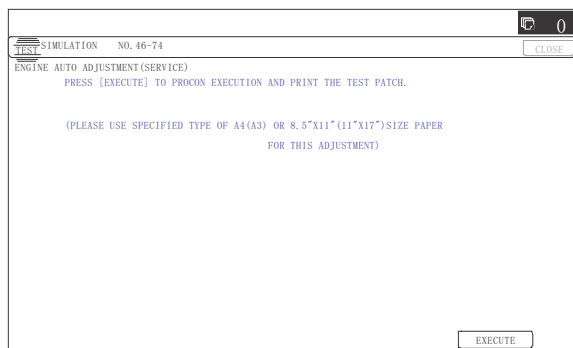 0
TEST SIMULATION NO. 46-74
CLOSE
ENGINE AUTO ADJUSTMENT(SERVICE)
PRESS [EXECUTE] TO PROCON EXECUTION AND PRINT THE TEST PATCH.
(PLEASE USE SPECIFIED TYPE OF A4(A3) OR 8.5″X11″(11″X17″)SIZE PAPER
FOR THIS ADJUSTMENT)
EXECUTE